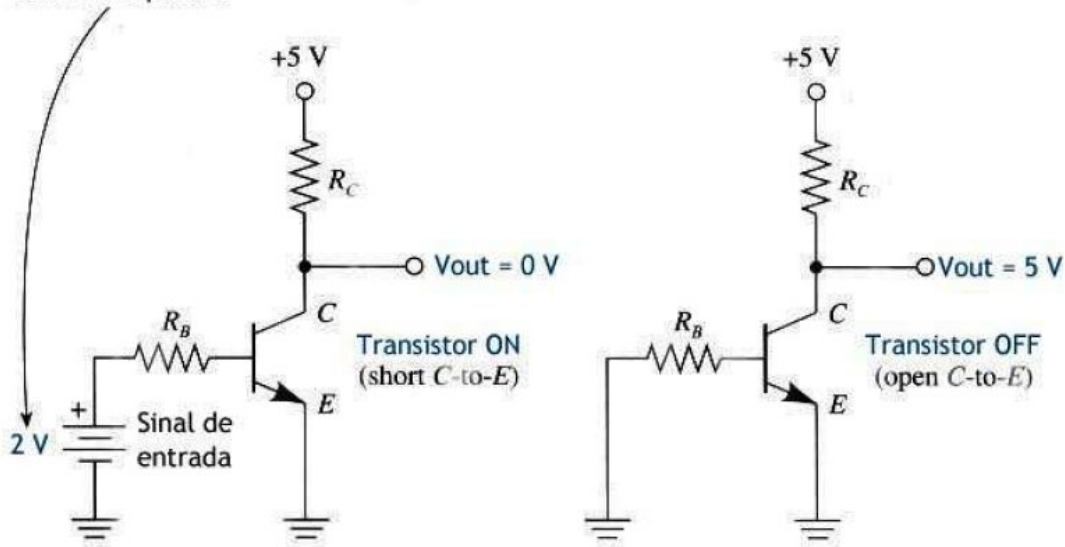 +5 V
R_C
Vout = 0 V
C
R_B
Transistor ON
(short C-to-E)
E
+
2 V
Sinal de
entrada
+5 V
R_C
Vout = 5 V
C
R_B
Transistor OFF
(open C-to-E)
E